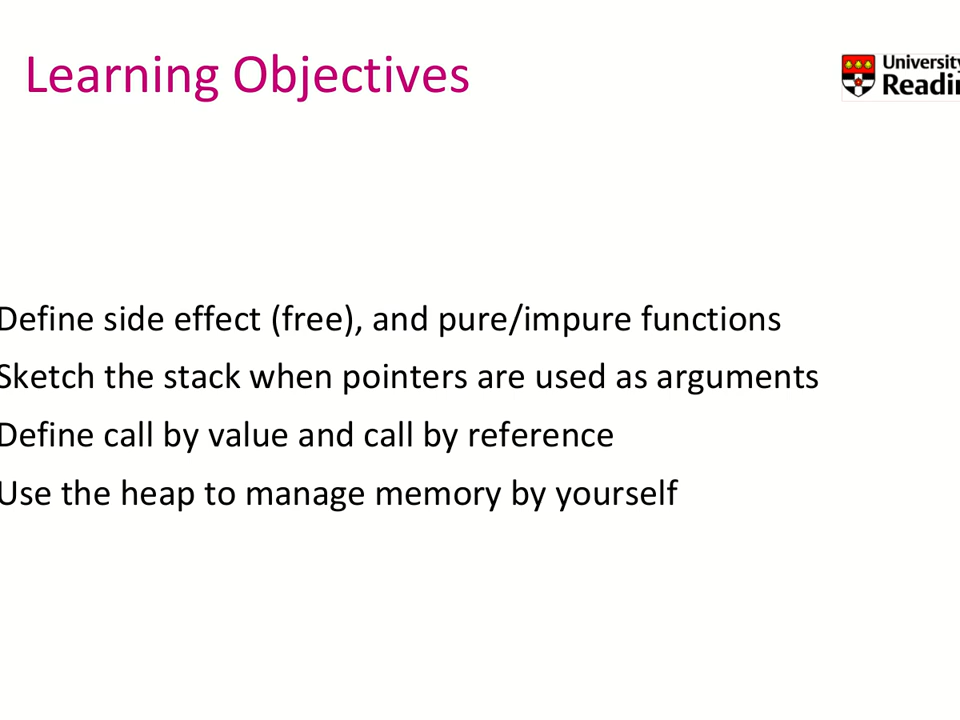 Learning Objectives
University
Readin
Define side effect (free), and pure/impure functions
Sketch the stack when pointers are used as arguments
Define call by value and call by reference
Use the heap to manage memory by yourself